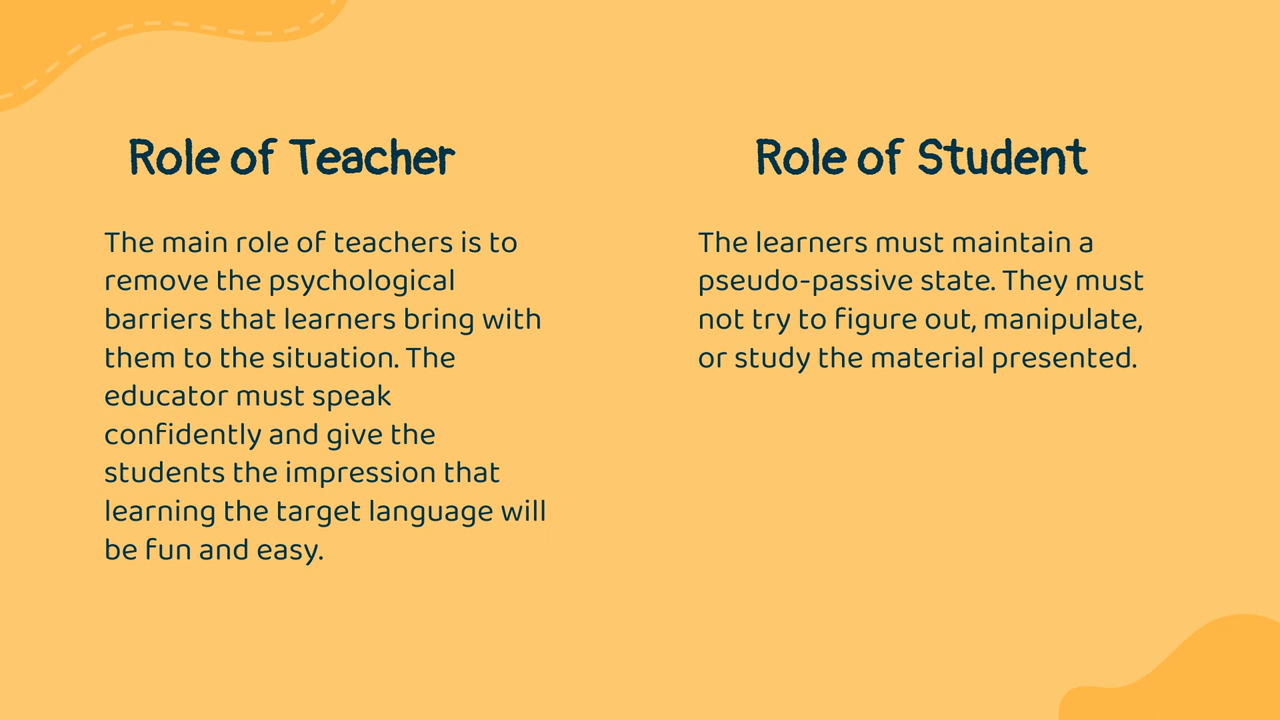 Role of Teacher
The main role of teachers is to
remove the psychological
barriers that learners bring with
them to the situation. The
educator must speak
confidently and give the
students the impression that
learning the target language will
be fun and easy.
Role of Student
The learners must maintain a
pseudo-passive state. They must
not try to figure out, manipulate,
or study the material presented.